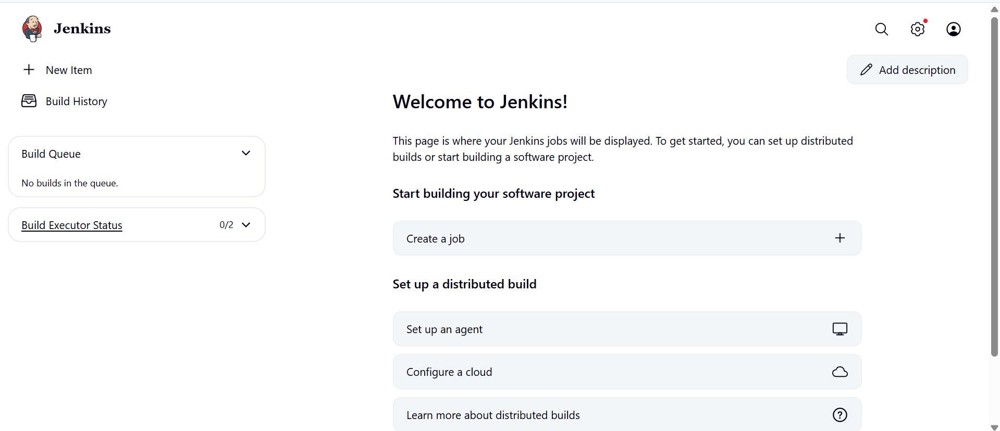 Jenkins
New Item
Build History
Build Queue
No builds in the queue.
Build Executor Status 0/2
Add description
Welcome to Jenkins!
This page is where your Jenkins jobs will be displayed. To get started, you can set up distributed
builds or start building a software project.
Start building your software project
Create a job
Set up a distributed build
Set up an agent
Configure a cloud
Learn more about distributed builds